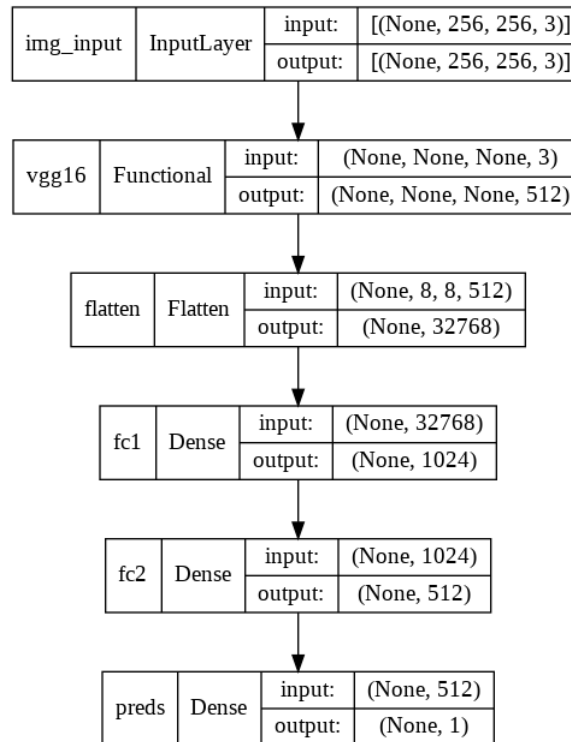 img_input InputLayer input: [(None, 256, 256, 3)]
output: [(None, 256, 256, 3)]
vgg16 Functional input: (None, None, None, 3)
output: (None, None, None, 512)
flatten Flatten input: (None, 8, 8, 512)
output: (None, 32768)
fc1 Dense input: (None, 32768)
output: (None, 1024)
fc2 Dense input: (None, 1024)
output: (None, 512)
preds Dense input: (None, 512)
output: (None, 1)